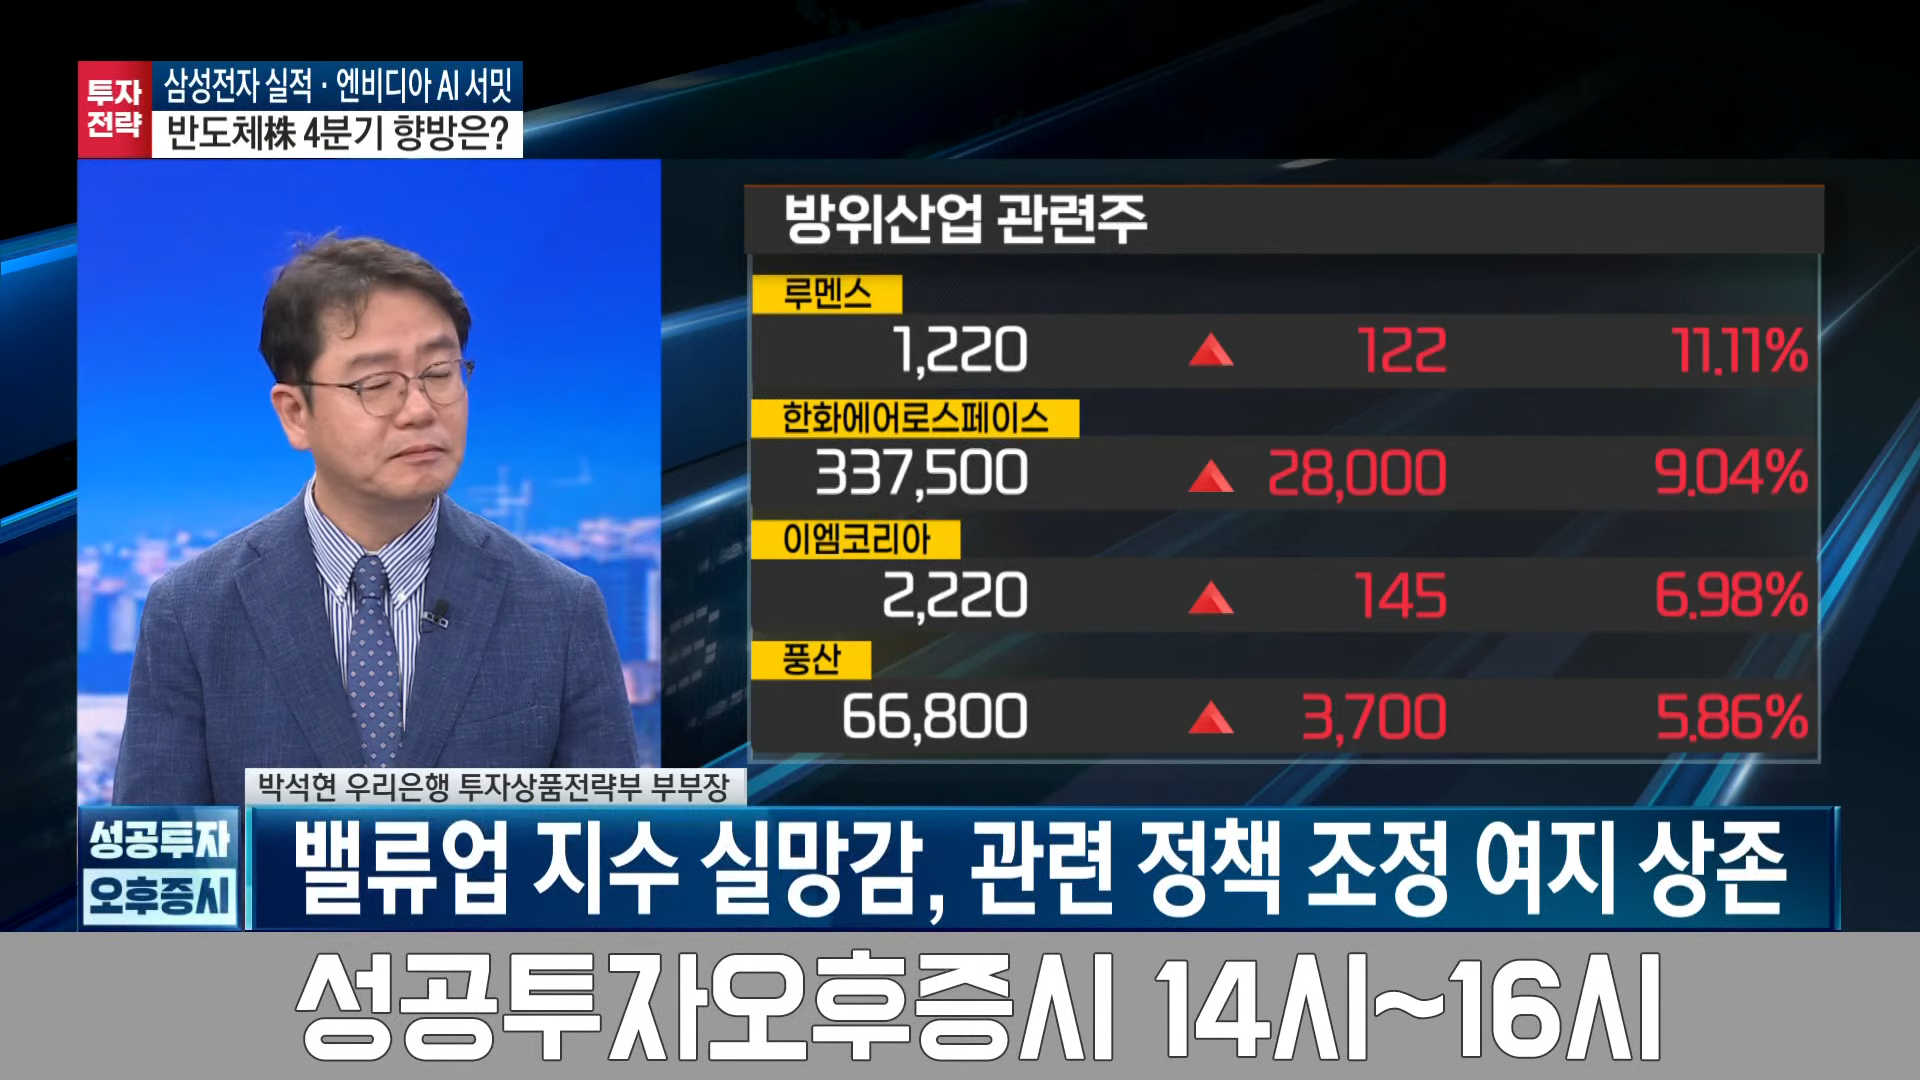 투자
전략
삼성전자 실적 · 엔비디아 AI 서밋
반도체株 4분기 향방은?
방위산업 관련주
루멘스
1,220 ▲ 122 11.11%
한화에어로스페이스
337,500 ▲ 28,000 9.04%
이엠코리아
2,220 ▲ 145 6.98%
풍산
66,800 ▲ 3,700 5.86%
박석현 우리은행 투자상품전략부 부부장
성공투자
오후증시
밸류업 지수 실망감, 관련 정책 조정 여지 상존
성공투자오후증시 14시~16시